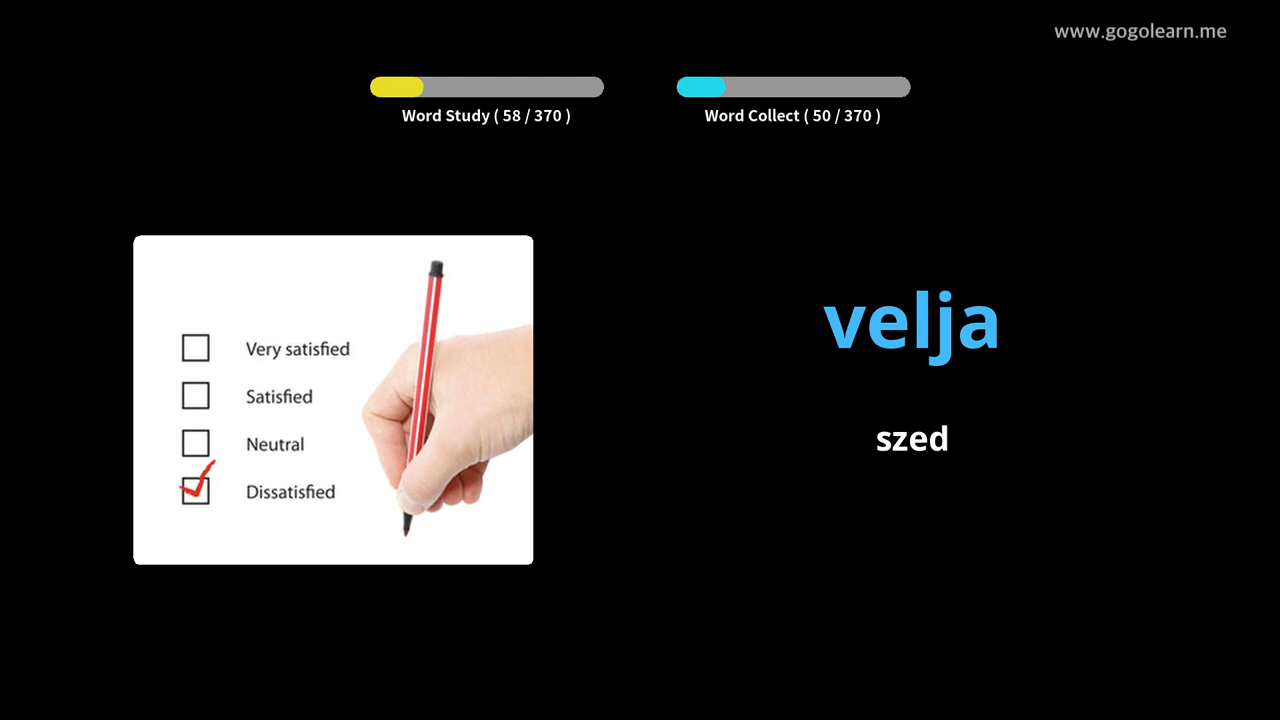 www.gogolearn.me
Word Study ( 58 / 370 )
Word Collect ( 50 / 370 )
Very satisfied
Satisfied
Neutral
Dissatisfied
velja
szed